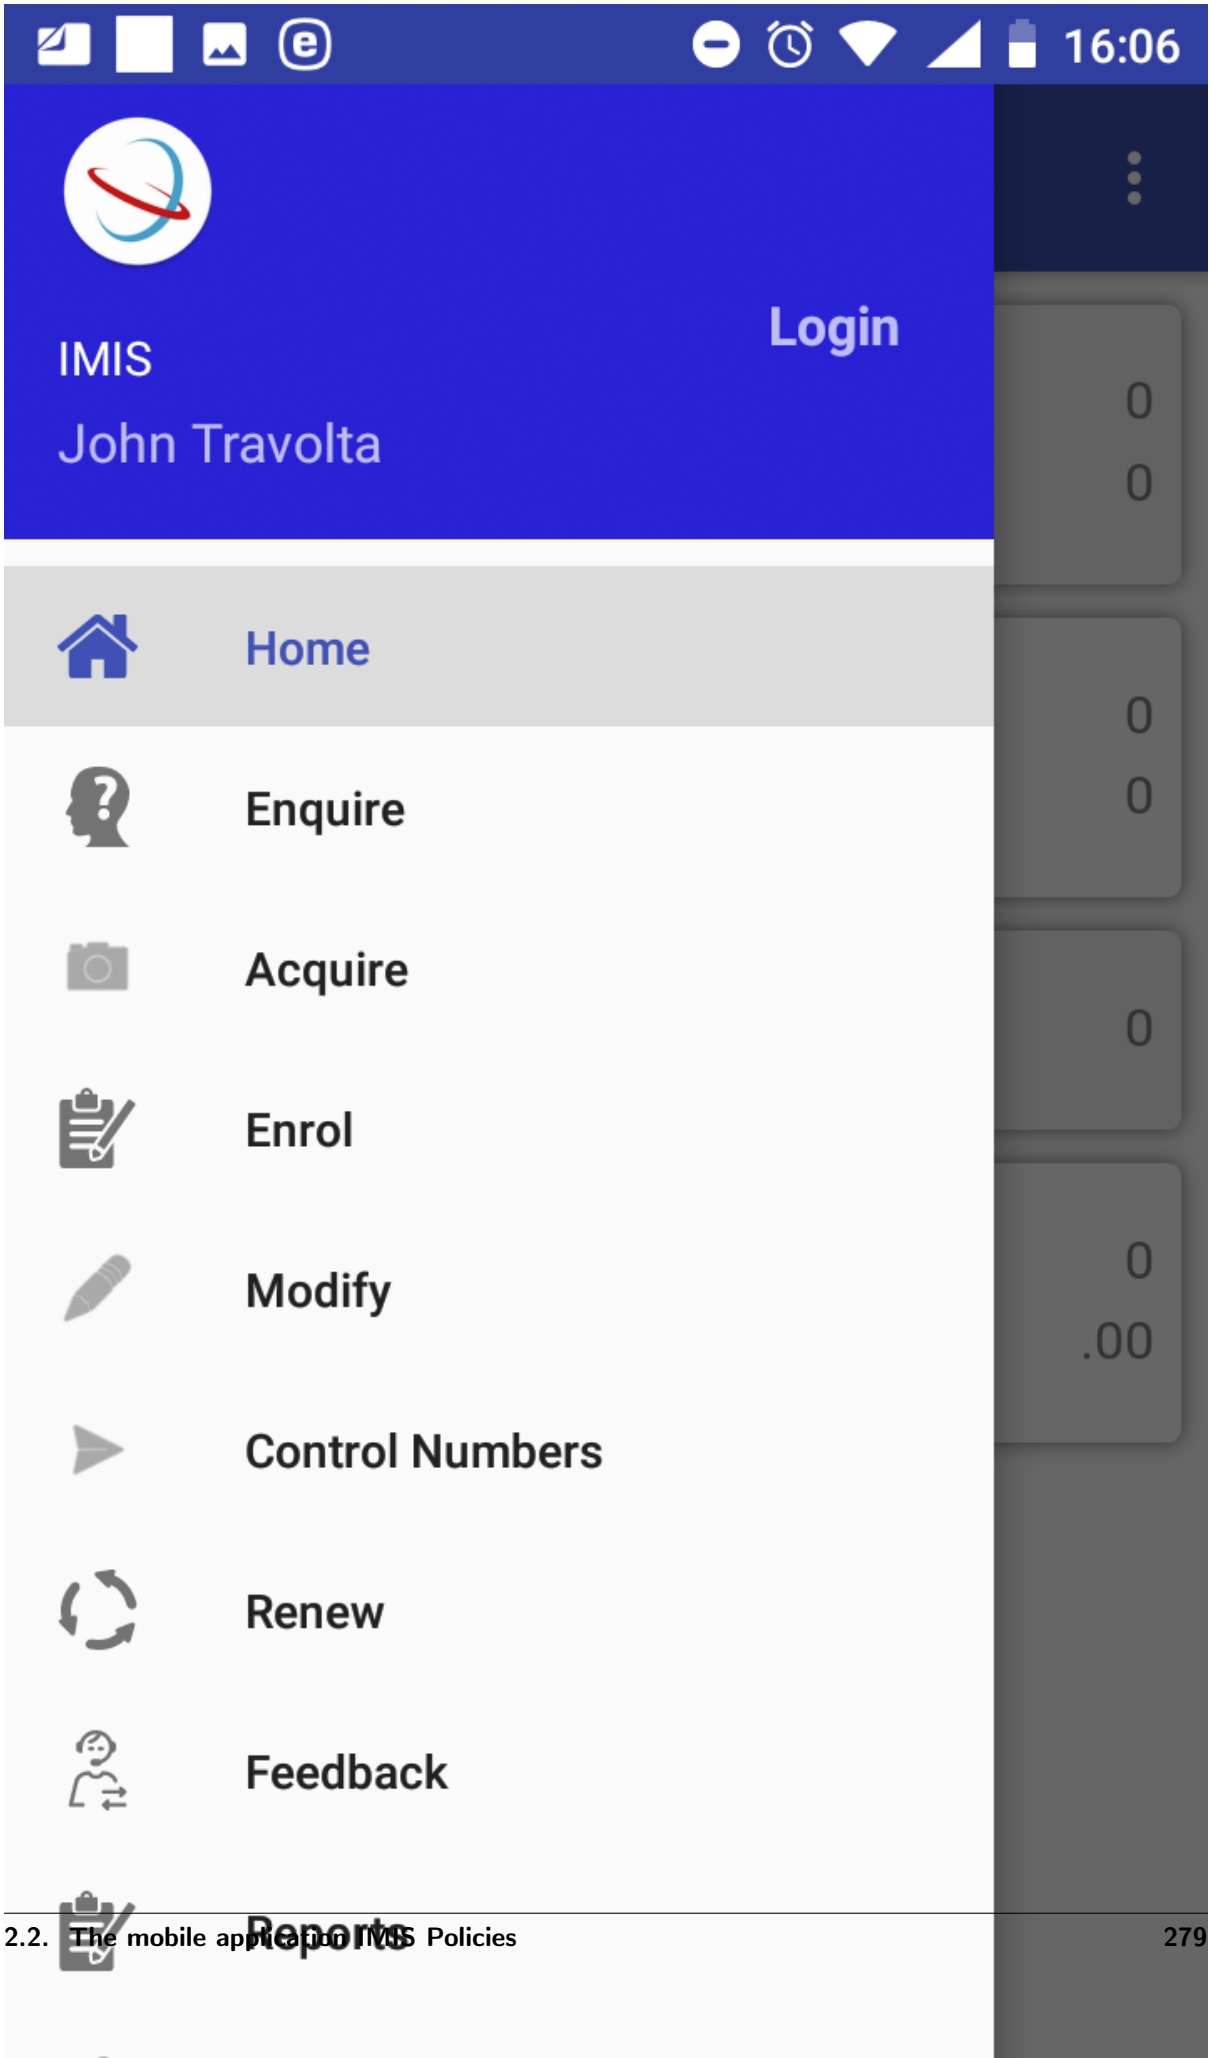 16:06
Login
IMIS
John Travolta
0
0
Home
0
0
Enquire
Acquire
0
Enrol
Modify
0
.00
Control Numbers
Renew
Feedback
Reports
2.2. The mobile application IMIS Policies 279